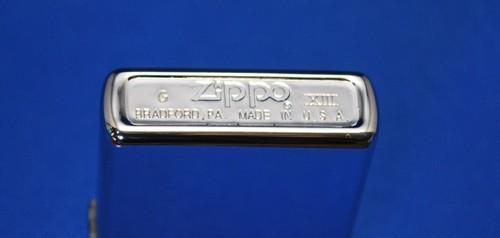 G Zippo® XIII
BRADFORD, PA. MADE IN U.S.A.